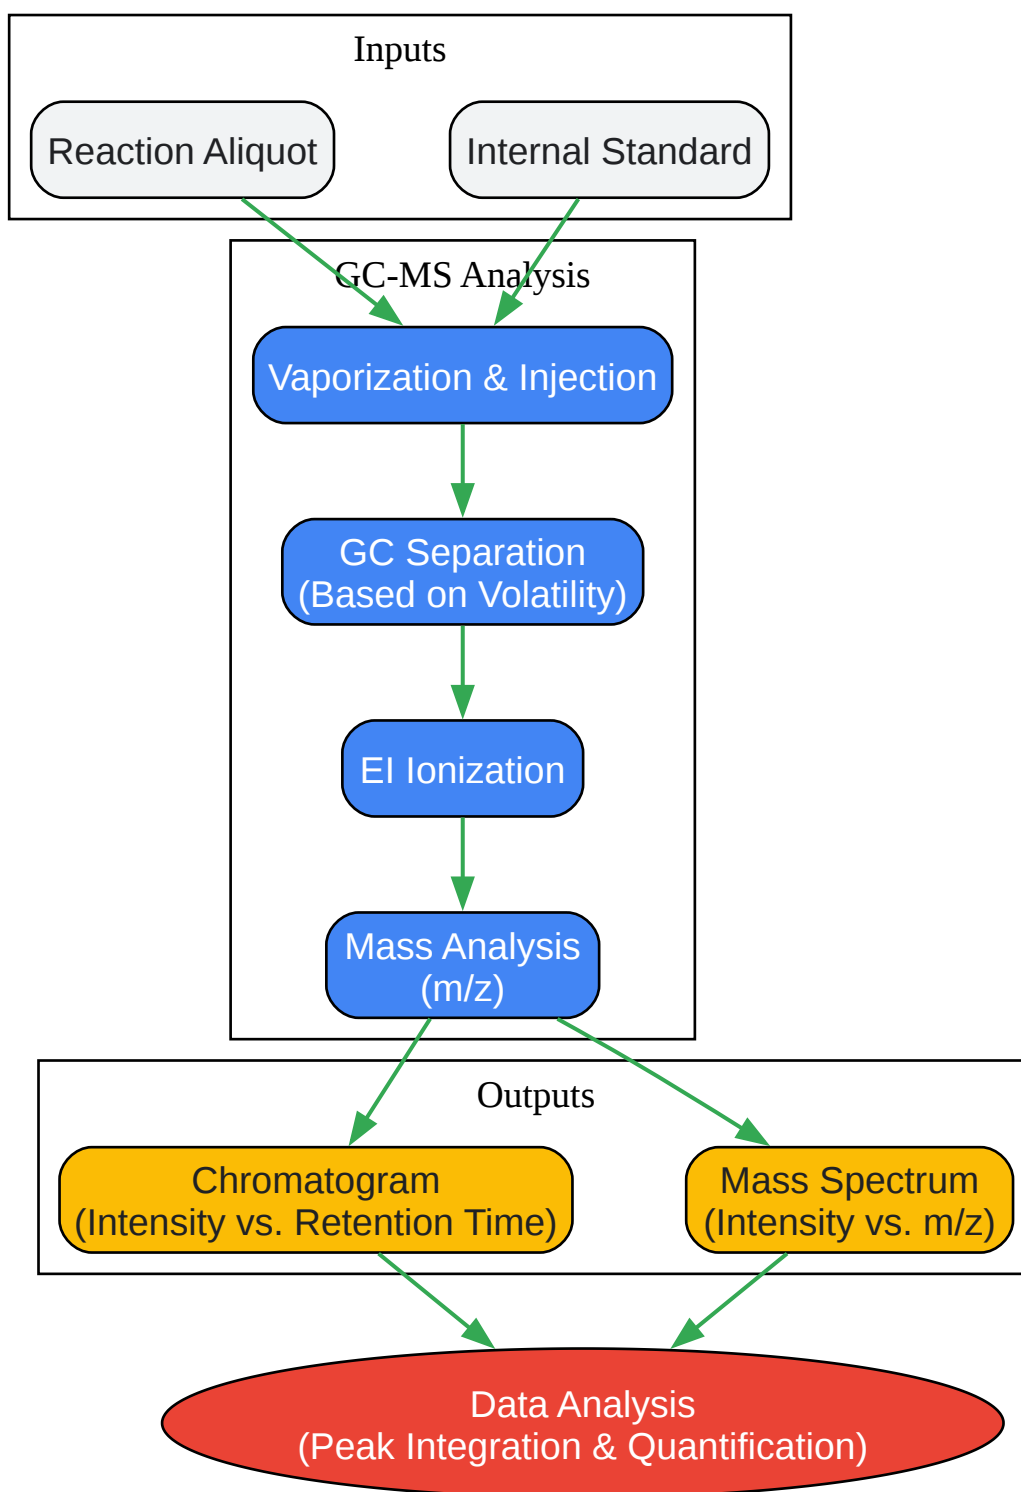 Inputs
Reaction Aliquot
Internal Standard
GC-MS Analysis
Vaporization & Injection
GC Separation
(Based on Volatility)
EI Ionization
Mass Analysis
(m/z)
Outputs
Chromatogram
(Intensity vs. Retention Time)
Mass Spectrum
(Intensity vs. m/z)
Data Analysis
(Peak Integration & Quantification)